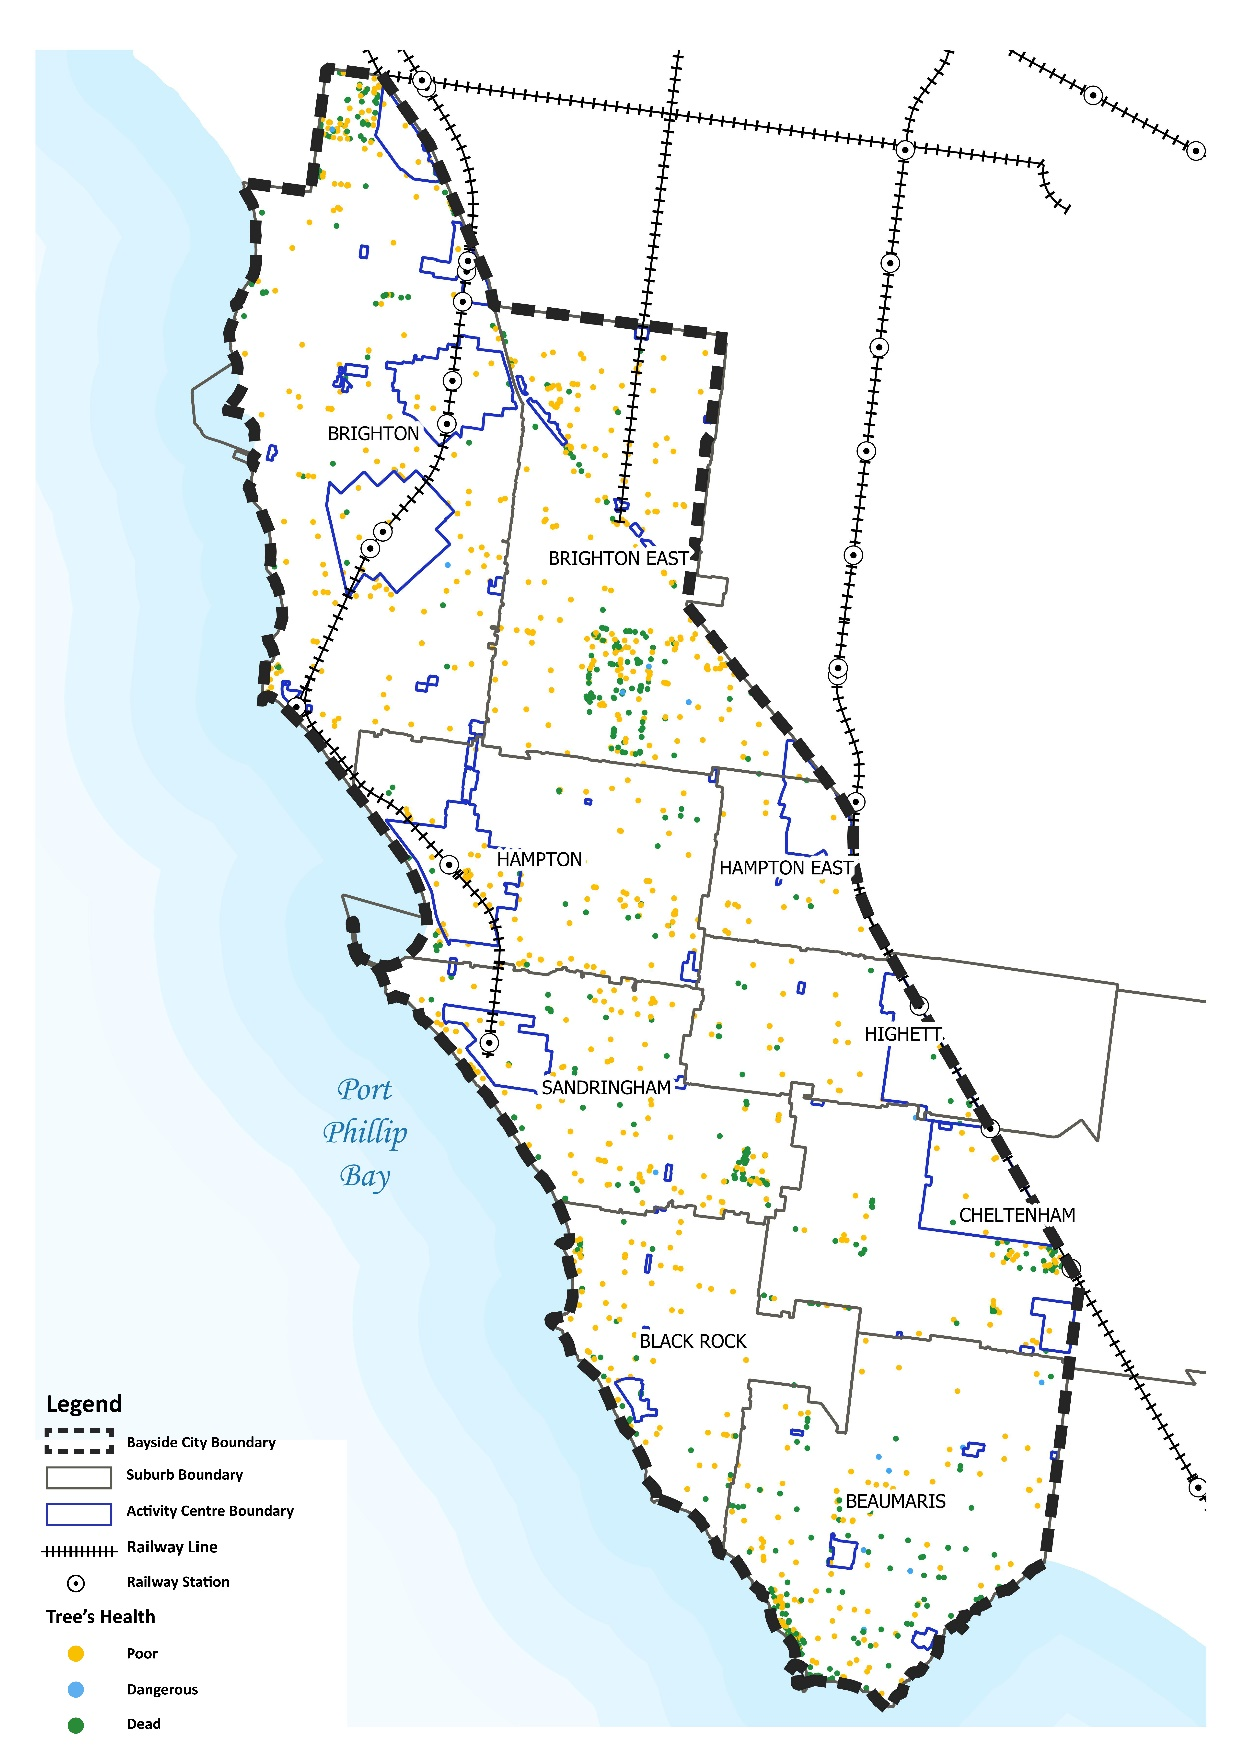 BRIGHTON
BRIGHTON EAST
HAMPTON
HAMPTON EAST
HIGHETT
SANDRINGHAM
Port
Phillip
Bay
CHELTENHAM
BLACK ROCK
BEAUMARIS
Legend
Bayside City Boundary
Suburb Boundary
Activity Centre Boundary
Railway Line
Railway Station
Tree's Health
Poor
Dangerous
Dead